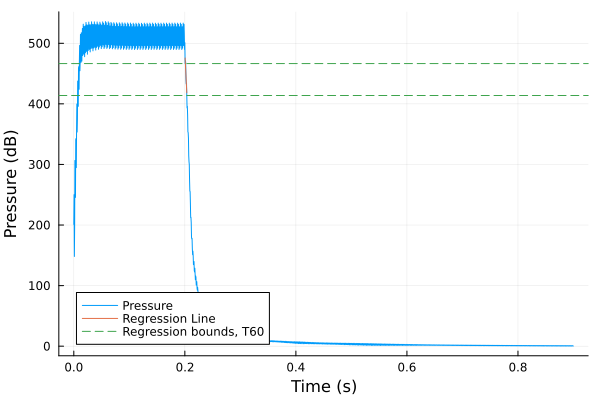 Pressure (dB)
500
400
300
200
100
0
Pressure
Regression Line
Regression bounds, T60
0.0
0.2
0.4
0.6
0.8
Time (s)